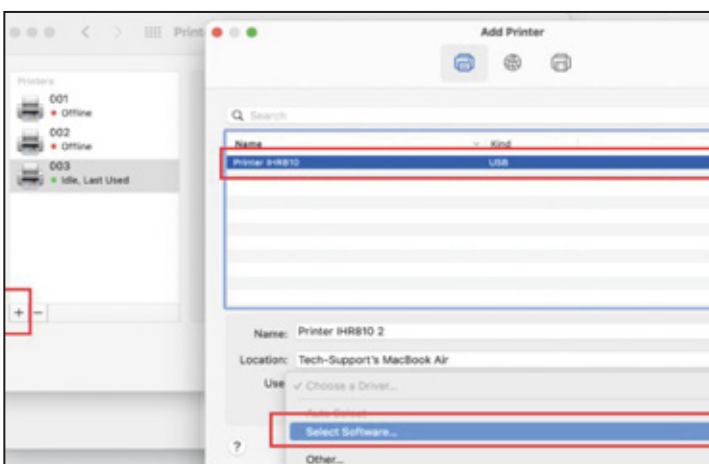 Print
Add Printer
Printers
001
Offline
002
Offline
003
Idle, Last Used
Search
Name Kind
Printer IHR810 USB
Name: Printer IHR810 2
Location: Tech-Support's MacBook Air
Use
✓ Choose a Driver...
Auto Select
Select Software...
?
Other...